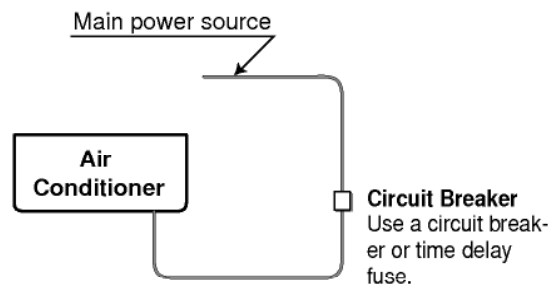 Main power source
Air
Conditioner
Circuit Breaker
Use a circuit break-
er or time delay
fuse.